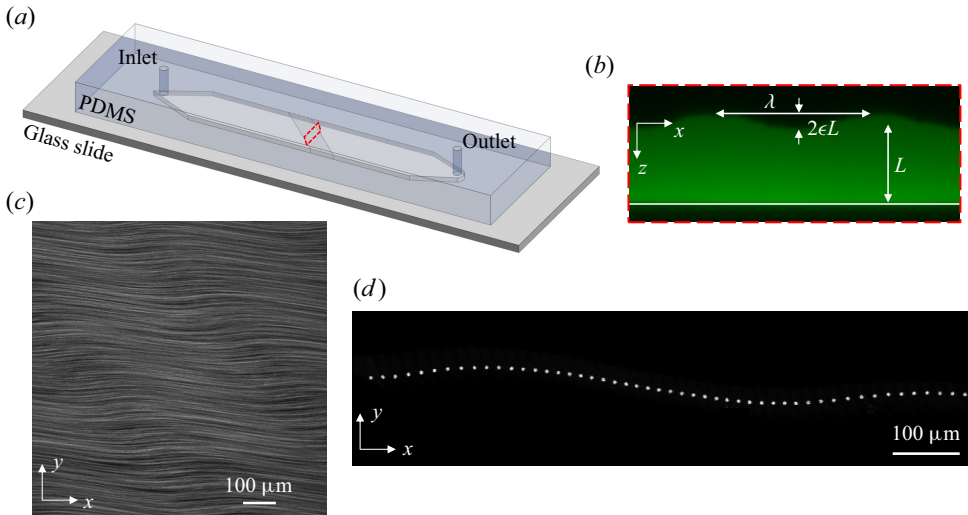 (a)
Inlet
PDMS
Glass slide
Outlet
(b)
λ
2ϵL
x
z
L
(c)
y
x
100 μm
(d)
y
x
100 μm